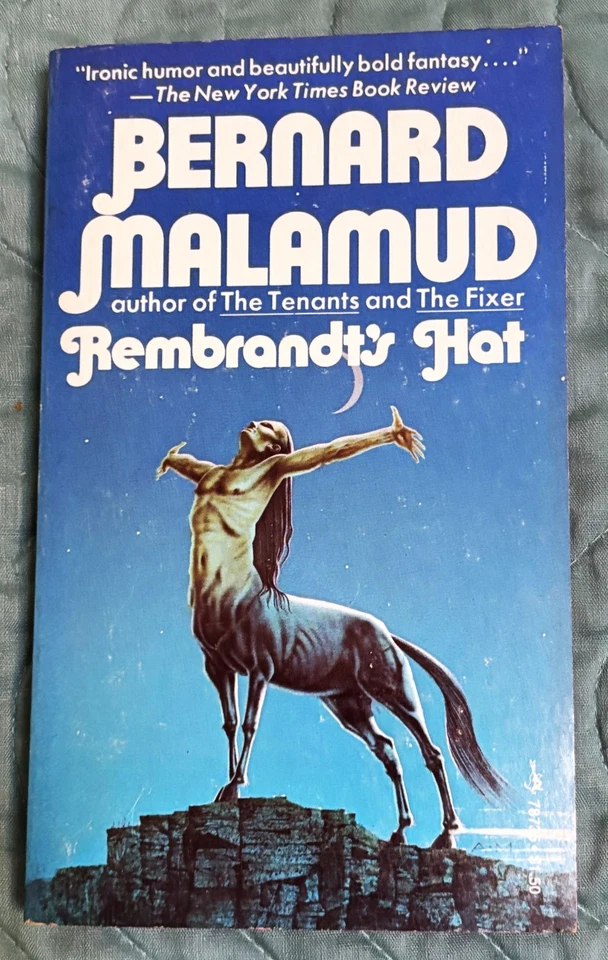 “Ironic humor and beautifully bold fantasy....”
—The New York Times Book Review
BERNARD
MALAMUD
author of The Tenants and The Fixer
Rembrandt's Hat